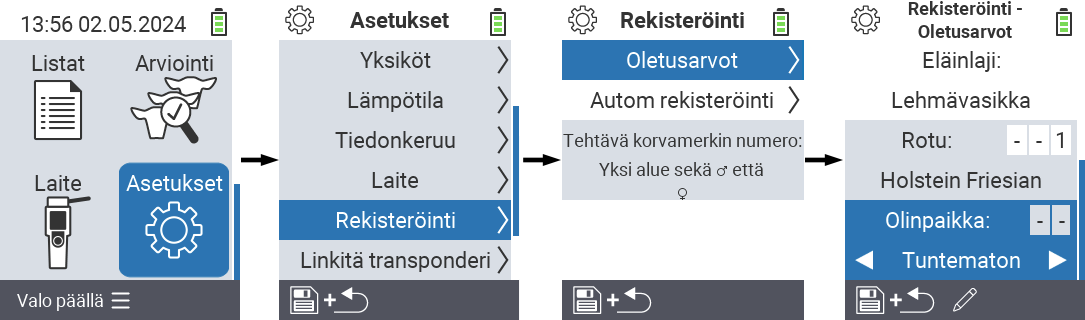 13:56 02.05.2024
Listat
Arviointi
Laite
Asetukset
Valo päällä
Asetukset
Yksiköt
Lämpötila
Tiedonkeruu
Laite
Rekisteröinti
Linkitä transponderi
Rekisteröinti
Oletusarvot
Autom rekisteröinti
Tehtävä korvamerkin numero:
Yksi alue sekä ♂ että
♀
Rekisteröinti -
Oletusarvot
Eläinlaji:
Lehmävasikka
Rotu: - - 1
Holstein Friesian
Olinpaikka: - -
Tuntematon